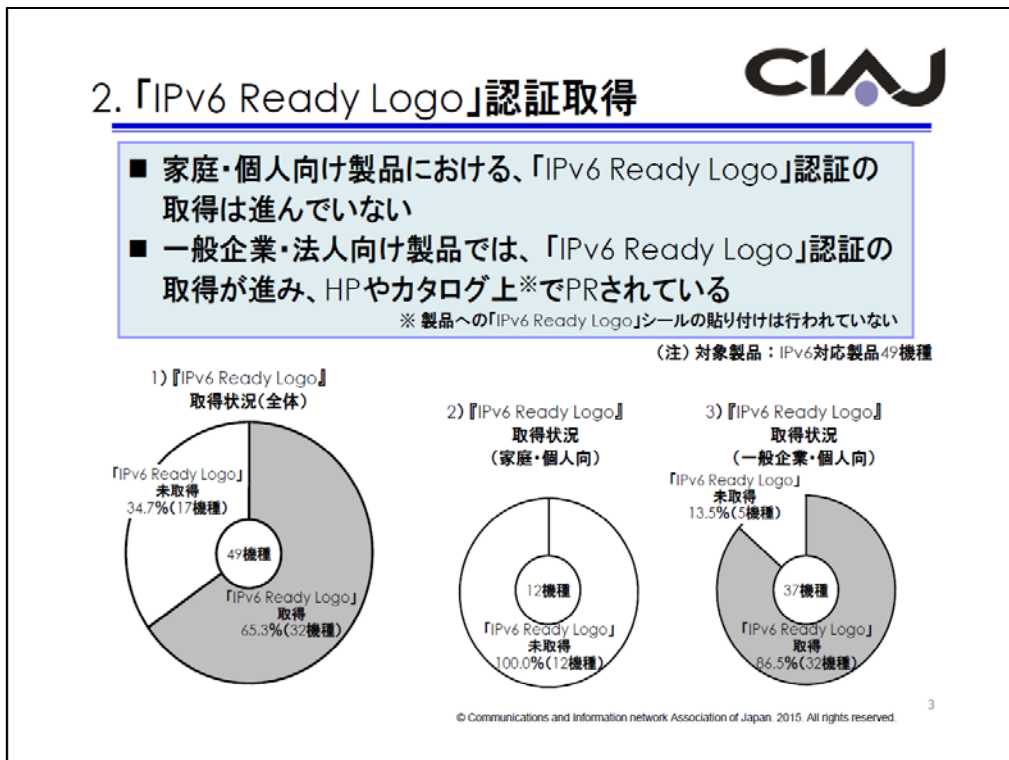 CIAJ
2. 「IPv6 Ready Logo」認証取得
■ 家庭・個人向け製品における、「IPv6 Ready Logo」認証の
取得は進んでいない
■ 一般企業・法人向け製品では、「IPv6 Ready Logo」認証の
取得が進み、HPやカタログ上※でPRされている
※ 製品への「IPv6 Ready Logo」シールの貼り付けは行われていない
（注）対象製品：IPv6対応製品49機種
1）『IPv6 Ready Logo』
取得状況（全体）
「IPv6 Ready Logo」
未取得
34.7%（17機種）
49機種
「IPv6 Ready Logo」
取得
65.3%（32機種）
2）『IPv6 Ready Logo』
取得状況
（家庭・個人向）
12機種
「IPv6 Ready Logo」
未取得
100.0%（12機種）
3）『IPv6 Ready Logo』
取得状況
（一般企業・個人向）
「IPv6 Ready Logo」
未取得
13.5%（5機種）
37機種
「IPv6 Ready Logo」
取得
86.5%（32機種）
3
© Communications and Information network Association of Japan. 2015. All rights reserved.